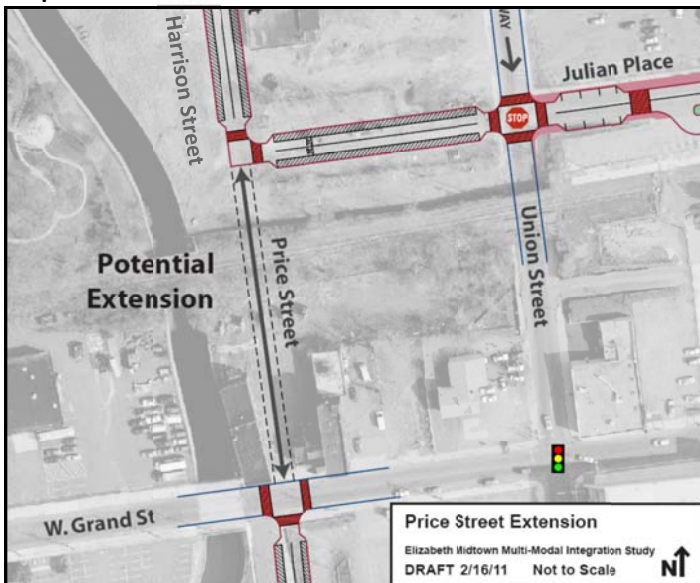 Harrison Street
WAY
Julian Place
STOP
Potential
Extension
Price Street
Union Street
W. Grand St
Price Street Extension
Elizabeth Midtown Multi-Modal Integration Study
DRAFT 2/16/11 Not to Scale
N